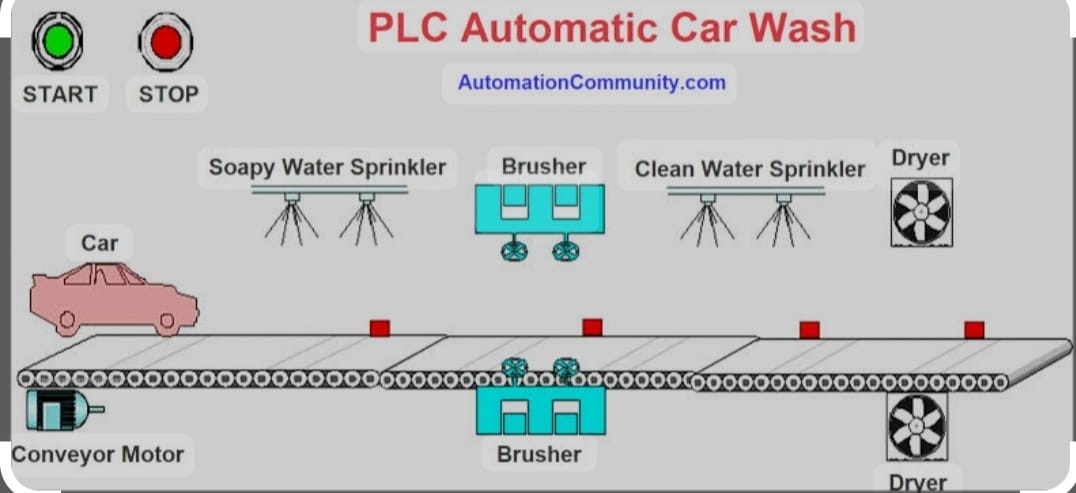 PLC Automatic Car Wash
AutomationCommunity.com
START
STOP
Soapy Water Sprinkler
Brusher
Clean Water Sprinkler
Dryer
Car
Conveyor Motor
Brusher
Dryer